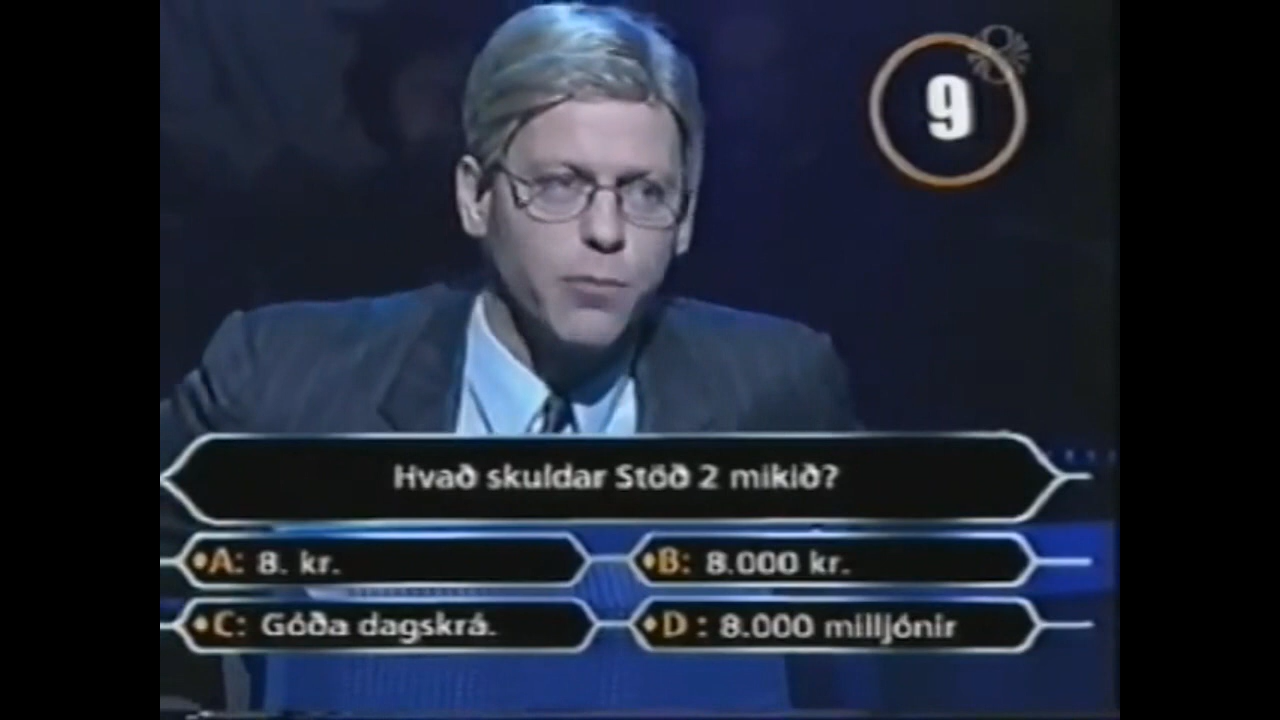 9
Hvað skuldar Stöð 2 mikið?
A: 8. kr.
B: 8.000 kr.
C: Góða dagskrá.
D: 8.000 milljónir